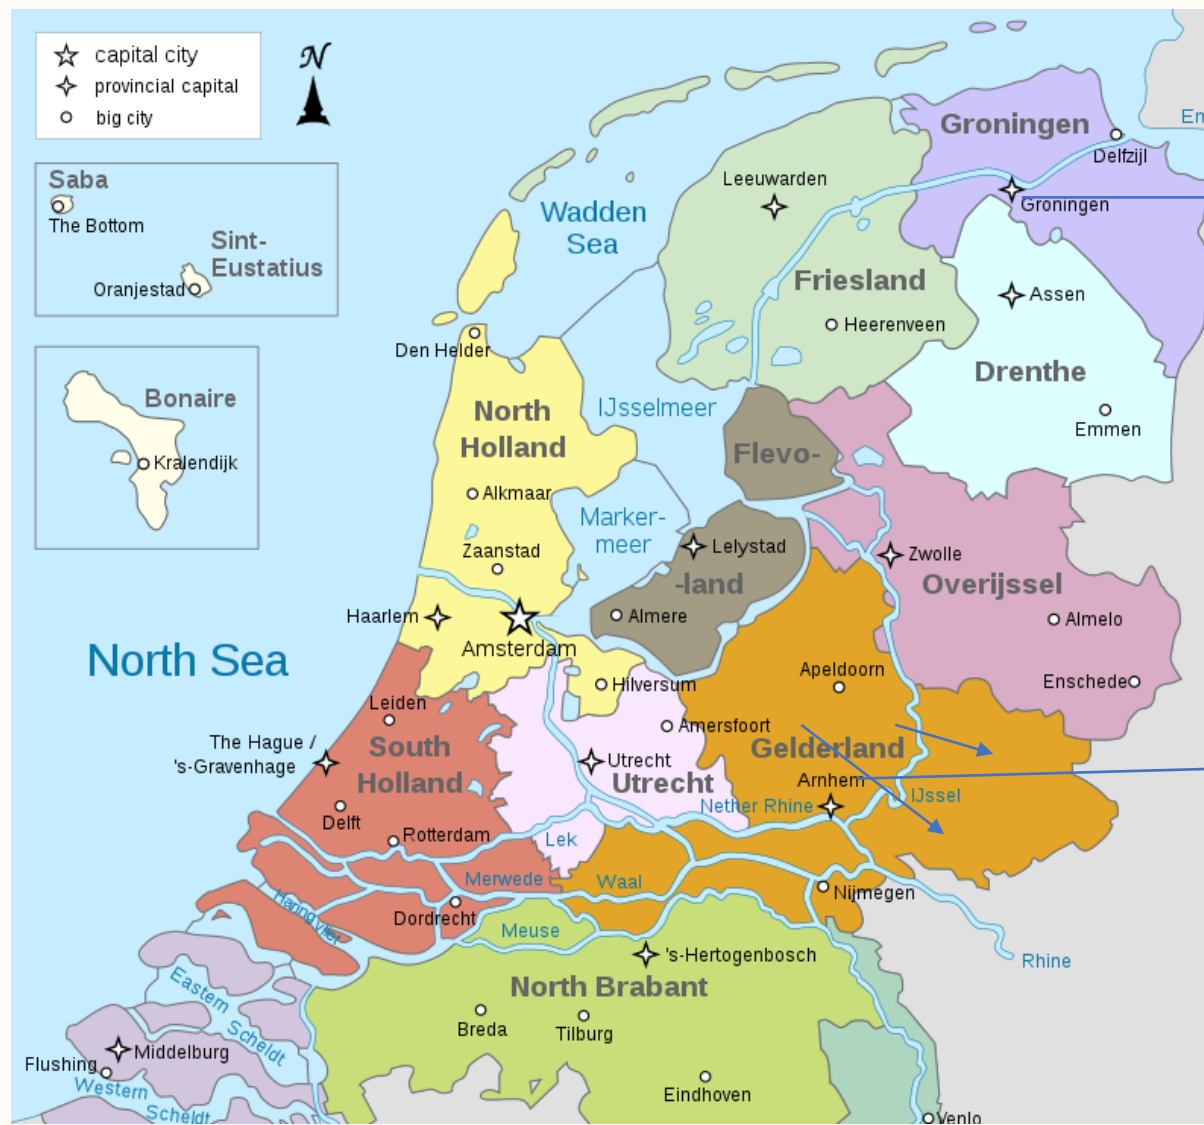 capital city
provincial capital
big city
N
Saba
The Bottom
Sint-
Eustatius
Oranjestad
Bonaire
Kralendijk
Groningen
Em
Delfzijl
Leeuwarden
Groningen
Wadden
Sea
Friesland
Assen
Heerenveen
Den Helder
Drenthe
North
Holland
IJsselmeer
Emmen
Flevo-
Alkmaar
Marker-
meer
Zaanstad
Lelystad
Zwolle
-land
Overijssel
Haarlem
Almere
Almelo
Amsterdam
North Sea
Apeldoorn
Hilversum
Enschede
Leiden
Amersfoort
The Hague /
's-Gravenhage
South
Holland
Gelderland
Utrecht
Utrecht
Arnhem
Nether Rhine
IJssel
Delft
Rotterdam
Lek
Merwede
Waal
Nijmegen
Haringvliet
Dordrecht
Meuse
's-Hertogenbosch
Rhine
Eastern
Scheldt
North Brabant
Breda
Tilburg
Middelburg
Flushing
Western
Scheldt
Eindhoven
Venlo